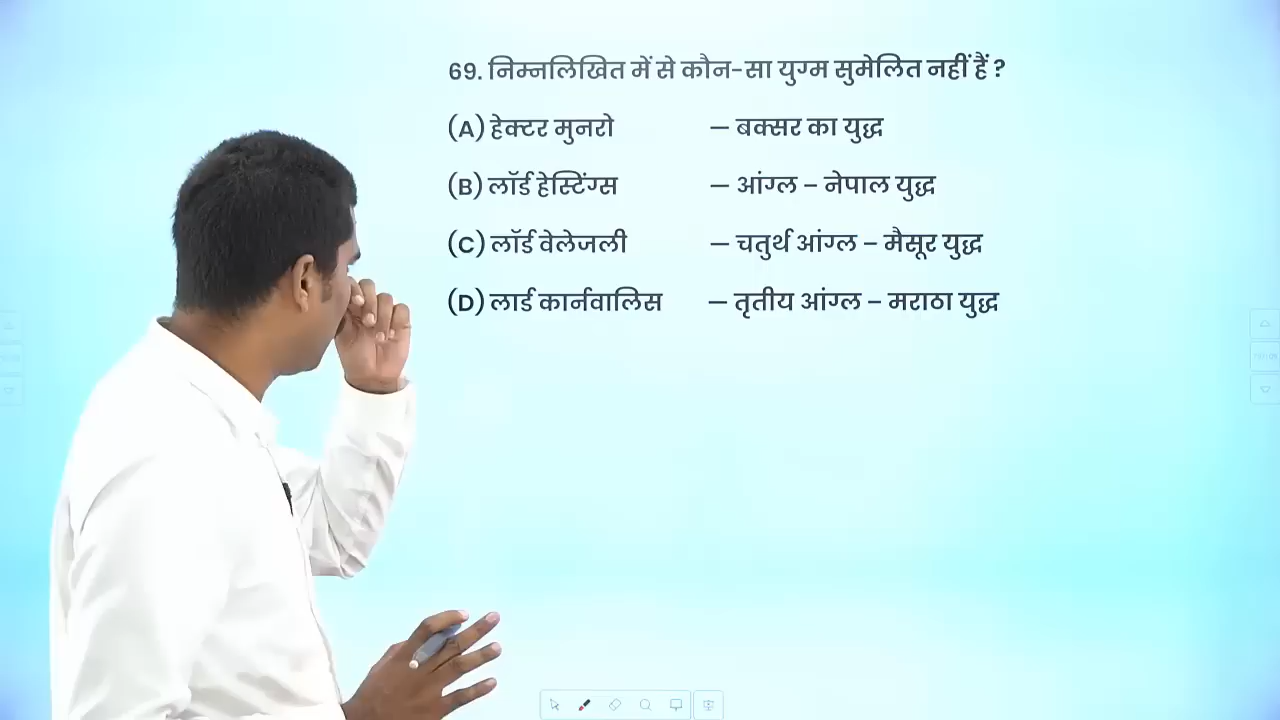 69. निम्नलिखित में से कौन-सा युग्म सुमेलित नहीं हैं ?
(A) हेक्टर मुनरो — बक्सर का युद्ध
(B) लॉर्ड हेस्टिंग्स — आंग्ल – नेपाल युद्ध
(C) लॉर्ड वेलेजली — चतुर्थ आंग्ल – मैसूर युद्ध
(D) लार्ड कार्नवालिस — तृतीय आंग्ल – मराठा युद्ध